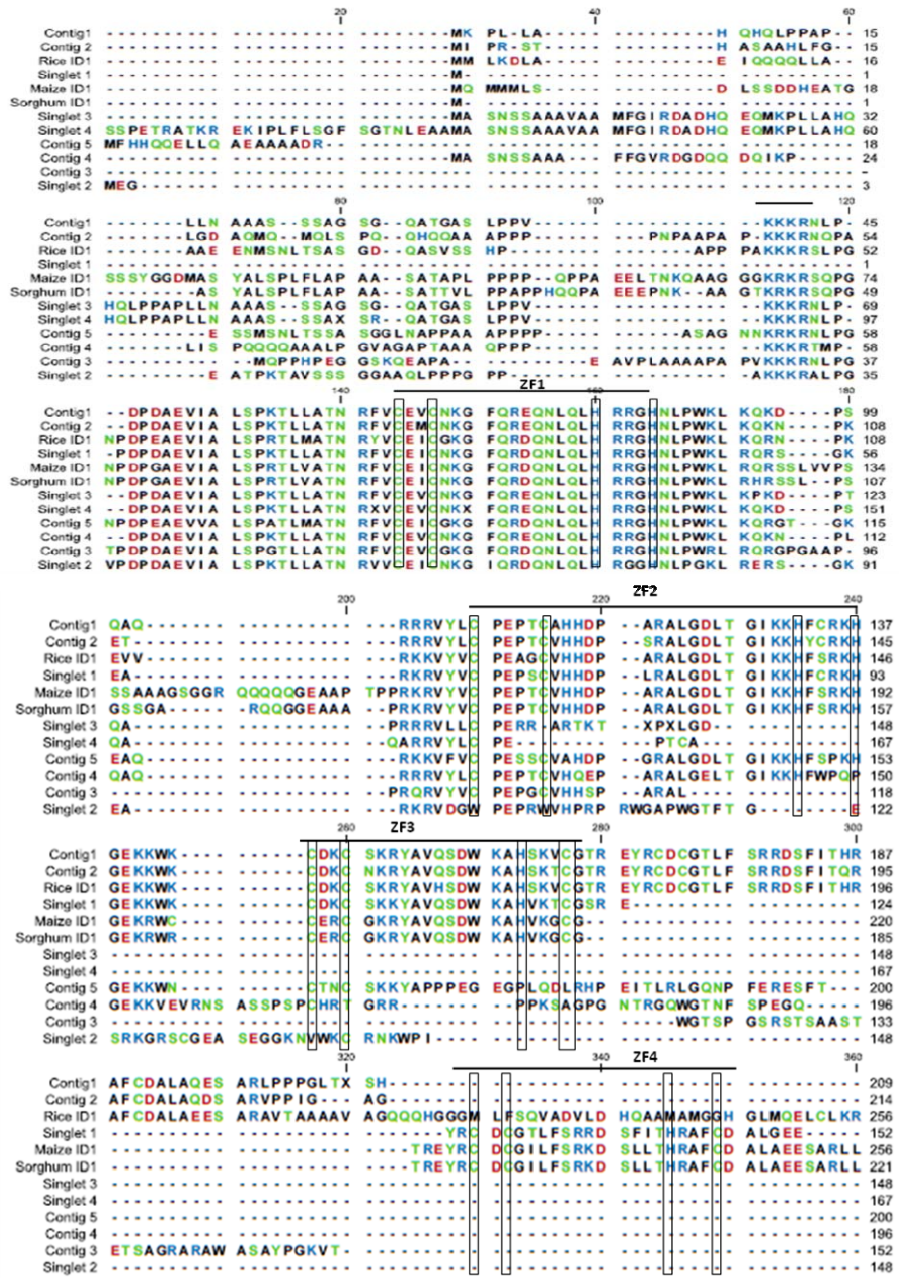 20 40 60
Contig1 - - - - - - - - - - - - - - - - - - - - - - - - - - - MK PL-LA- - - - - - - - - - - - - - H QHQLPPAP- 15
Contig 2 - - - - - - - - - - - - - - - - - - - - - - - - - - - MI PR-ST- - - - - - - - - - - - - - H ASAAHLFG- 15
Rice ID1 - - - - - - - - - - - - - - - - - - - - - - - - - - - MM LKDLA- - - - - - - - - - - - - - E IQQQQLLA- 16
Singlet 1 - - - - - - - - - - - - - - - - - - - - - - - - - - - M- - - - - - - - - - - - - - - - - - - - 1
Maize ID1 - - - - - - - - - - - - - - - - - - - - - - - - - - - MQ MMMLS- - - - - - - - - - - - - - D LSSDDHEATG 18
Sorghum ID1 - - - - - - - - - - - - - - - - - - - - - - - - - - - M- - - - - - - - - - - - - - - - - - - - 1
Singlet 3 - - - - - - - - - - - - - - - - - - - - - - - - - - - MA SNSSAAAVAA MFGIRDADHQ EQMKPLLAHQ 32
Singlet 4 SSPETRATKR EKIPLFLSGF SGTNLEAAMA SNSSAAAVAA MFGIRDADHQ EQMKPLLAHQ 60
Contig 5 MFHHQQELLQ AEAAAADR- - - - - - - - - - - - - - - - - - 18
Contig 4 - - - - - - - - - - - - - - - - - - - - - - - - - - - MA SNSSAAA- - - FFGVRDGDQQ DQIKP- - - - - 24
Contig 3 - - - - - - - - - - - - - - - - - - - - -
Singlet 2 MEG- - - - - - - - - - - - - - - - - - - - 3
80 100 120
Contig1 - - - - - - - LLN AAAS- -SSAG SG- -QATGAS LPPV- - - - - - - - - - - - - - - - - - KKKRNLP- 45
Contig 2 - - - - - - - LGD AQMQ- -MQLS PQ- -QHQQAA APPP- - - - - - - - - - PNPAAPA P- KKKRNQPA 54
Rice ID1 - - - - - - - AAE ENMSNLTSAS GD- -QASVSS HP- - - - - - - - - - - - - - - APP PAKKKRSLPG 52
Singlet 1 - - - - - - - - - - - - - - - - - - - - 1
Maize ID1 SSSYGGDMAS YALSPLFLAP AA- -SATAPL PPPP- -QPPA EELTNKQAAG GGKRKRSQPG 74
Sorghum ID1 - - - - - - - - AS YALSPLFLAP AA- -SATTVL PPAPPHQQPA EEEPNK- -AA GTKRKRSQPG 49
Singlet 3 HQLPPAPLLN AAAS- -SSAG SG- -QATGAS LPPV- - - - - - - - - - - - - - - - - - KKKRNLP- 69
Singlet 4 HQLPPAPLLN AAAS- -SSAX SR- -QATGAS LPPV- - - - - - - - - - - - - - - - - - KKKRNLP- 97
Contig 5 - - - - - - - - - E SSMSNLTSSA SGGLNAPPAA APPPP- - - - - - - - - - - ASAG NNKRKRNLPG 58
Contig 4 - - - - - - - LIS PQQQQAAALP GVAGAPTAAA QPPP- - - - - - - - - - - - - - - - - - KKKRTMP- 58
Contig 3 - - - - - - - - - - - - MQPPHPEG GSKQEAPA- - - - - - - - - - - - E AVPLAAAAPA PVKKKRNLPG 37
Singlet 2 - - - - - - - - - E ATPKTAVSSS GGAAQLPPPG PP- - - - - - - - - - - - - - - - - - - -AKKKRALPG 35
140 ZF1 160 180
Contig1 - -DPDAEVIA LSPKTLLATN RFVCEVCNKG FQREQNLQLH RRGHNLPWKL KQKD- - - -PS 99
Contig 2 - -DPDAEVIA LSPKTLLATN RFVCEMCNKG FQREQNLQLH RRGHNLPWKL KQRN- - - -PK 108
Rice ID1 NPDPEAEVIA LSPRTLMATN RYVCEICGKG FQRDQNLQLH RRGHNLPWKL KQRN- - - -PK 108
Singlet 1 -PDPDAEVIA LSPKTLLATN RFVCEICNKG FQRDQNLQLH RRGHNLPWKL KQRS- - - -GK 56
Maize ID1 NPDPGAEVIA LSPRTLVATN RFVCEICNKG FQRDQNLQLH RRGHNLPWKL RQRSSLVVPS 134
Sorghum ID1 NPDPGAEVIA LSPRTLVATN RFVCEICNKG FQRDQNLQLH RRGHNLPWKL RHRSSL- -PS 107
Singlet 3 - -DPDAEVIA LSPKTLLATN RFVCEVCNKG FQREQNLQLH RRGHNLPWKL KPKD- - - -PT 123
Singlet 4 - -DPDAEVIA LSPKTLLATN RXVCEVCNKX FQREQNLQLH RRGHNLPWKL KQKD- - - -PS 151
Contig 5 NPDPEAEVVA LSPATLMATN RFVCEICGKG FQRDQNLQLH RRGHNLPWKL KQRGT- - -GK 115
Contig 4 - -DPDAEVIA LSPKTLLATN RFVCEVCNKG FQREQNLQLH RRGHNLPWKL KQKN- - - -PL 112
Contig 3 TPDPDAEVIA LSPGTLLATN RFVCEVCGKG FQRDQNLQLH RRGHNLPWRL RQRGPGAAP- 96
Singlet 2 VPDPDAEVIA LSPKTLLATN RVVCEVCNKG IQRDQNLQLH RRGGHNLPGKL RERS- - - -GK 91
200 ZF2 220 240
Contig1 QAQ- - - - - - - - - - - - - - - - - - - - RRRVYLC PEPTCAHHDP - -ARALGDLT GIKKHFCRKH 137
Contig 2 ET- - - - - - - - - - - - - - - - - - - - - RRRVYLC PEPTCVHHDP - -SRALGDLT GIKKHYCRKH 145
Rice ID1 EVV- - - - - - - - - - - - - - - - - - - - RKKVYVC PEAGCVHHDP - -ARALGDLT GIKKHFSRKH 146
Singlet 1 EA- - - - - - - - - - - - - - - - - - - - - RKRVYVC PEPSCVHHDP - -LRALGDLT GIKKHFCRKH 93
Maize ID1 SSAAAGSGGR QQQQQGEAAP TPPRKRVYVC PEPTCVHHDP - -ARALGDLT GIKKHFSRKH 192
Sorghum ID1 GSSGA- - - - - - RQQGGEAAA P- -RKRVYVC PEPTCVHHDP - -ARALGDLT GIKKHFSRKH 157
Singlet 3 QA- - - - - - - - - - - - - - - - - - - - PRRRVLLC PERR-ARTKT - -XPXLGD- - - - - - - - - - 148
Singlet 4 QA- - - - - - - - - - - - - - - - - - - QARRVYLC PE- - - - - - - - - - -PTCA- - - - - - - - - - 167
Contig 5 EAQ- - - - - - - - - - - - - - - - - - - - RKKVFVC PESSCVAHDP - -GRALGDLT GIKKHFSPKH 153
Contig 4 QAQ- - - - - - - - - - - - - - - - - - - - RRRVYLC PEPTCVHQEP - -ARALGELT GIKKHFWPQP 150
Contig 3 - - - - - - - - - - - - - - - - - - - - PRQRVYVC PEPGCVHHSP - -ARAL- - - - - - - - - - 118
Singlet 2 EA- - - - - - - - - - - - - - - - - - - - - RKRVDGW PEPRWVHPRP RWGAPWGTFT G- - - - - - - - E 122
260 ZF3 280 300
Contig1 GEKKWK- - - - - - - - - - CDKC SKRYAVQSDW KAHSKVCGTR EYRCDCGTLF SRRDSFITHR 187
Contig 2 GEKKWK- - - - - - - - - - CDKC NKRYAVQSDW KAHSKTCGTR EYRCDCGTLF SRRDSFITQR 195
Rice ID1 GEKKWK- - - - - - - - - - CDKC SKRYAVHSDW KAHSKTCGTR EYRCDCGTLF SRRDSFITHR 196
Singlet 1 GEKKWK- - - - - - - - - - CDKC SKRYAVQSDW KAHVKTCGSR E- - - - - - - - - - 124
Maize ID1 GEKRWC- - - - - - - - - - CERC GKRYAVQSDW KAHVKGCG- - - - - - - - - - 220
Sorghum ID1 GEKRWR- - - - - - - - - - CERC GKRYAVQSDW KAHVKGCG- - - - - - - - - - 185
Singlet 3 - - - - - - - - - - - - - - - - - - - - 148
Singlet 4 - - - - - - - - - - - - - - - - - - - - 167
Contig 5 GEKKWN- - - - - - - - - - CTNC SKKYAPPPEG EGPLQDLRHP EITLRLGQNP FERESFT- - - 200
Contig 4 GEKKVEVRNS ASSPSPCHRT GRR- - - - - - - - -PPKSAGPG NTRGQWGTNF SPEGQ- - - - - 196
Contig 3 - - - - - - - - - - - - - - - - - - - - WGTSP GSRSTSAAST 133
Singlet 2 SRKGRSCGEA SEGGKNVWKC RNKWPI- - - - - - - - - - - - - - - - - - - - 148
320 340 ZF4 360
Contig1 AFCDALAQES ARLPPPGLTX SH- - - - - - - - - - - - - - - - - - - - 209
Contig 2 AFCDALAQDS ARVPPPIG- - AG- - - - - - - - - - - - - - - - - - - - 214
Rice ID1 AFCDALAEES ARAVTAAAAV AGQQQHGGGM LFSQVADVLD HQAAMAMGGH GLMQELCLKR 256
Singlet 1 - - - - - - - - - - - - - - - - - - - - YRC DCGTLFSRRD SFITHRAFCD ALGEE- - - - - 152
Maize ID1 - - - - - - - - - - - - - - - - - - - - TREYRC DCGILFSRKD SLLTHRAFCD ALAEESARLL 256
Sorghum ID1 - - - - - - - - - - - - - - - - - - - - TREYRC DCGILFSRKD SLLTHRAFCD ALAEESARLL 221
Singlet 3 - - - - - - - - - - - - - - - - - - - - 148
Singlet 4 - - - - - - - - - - - - - - - - - - - - 167
Contig 5 - - - - - - - - - - - - - - - - - - - - 200
Contig 4 - - - - - - - - - - - - - - - - - - - - 196
Contig 3 ETSAGRARAW ASAYPGKVT- - - - - - - - - - - - - - - - - - - - 152
Singlet 2 - - - - - - - - - - - - - - - - - - - - 148